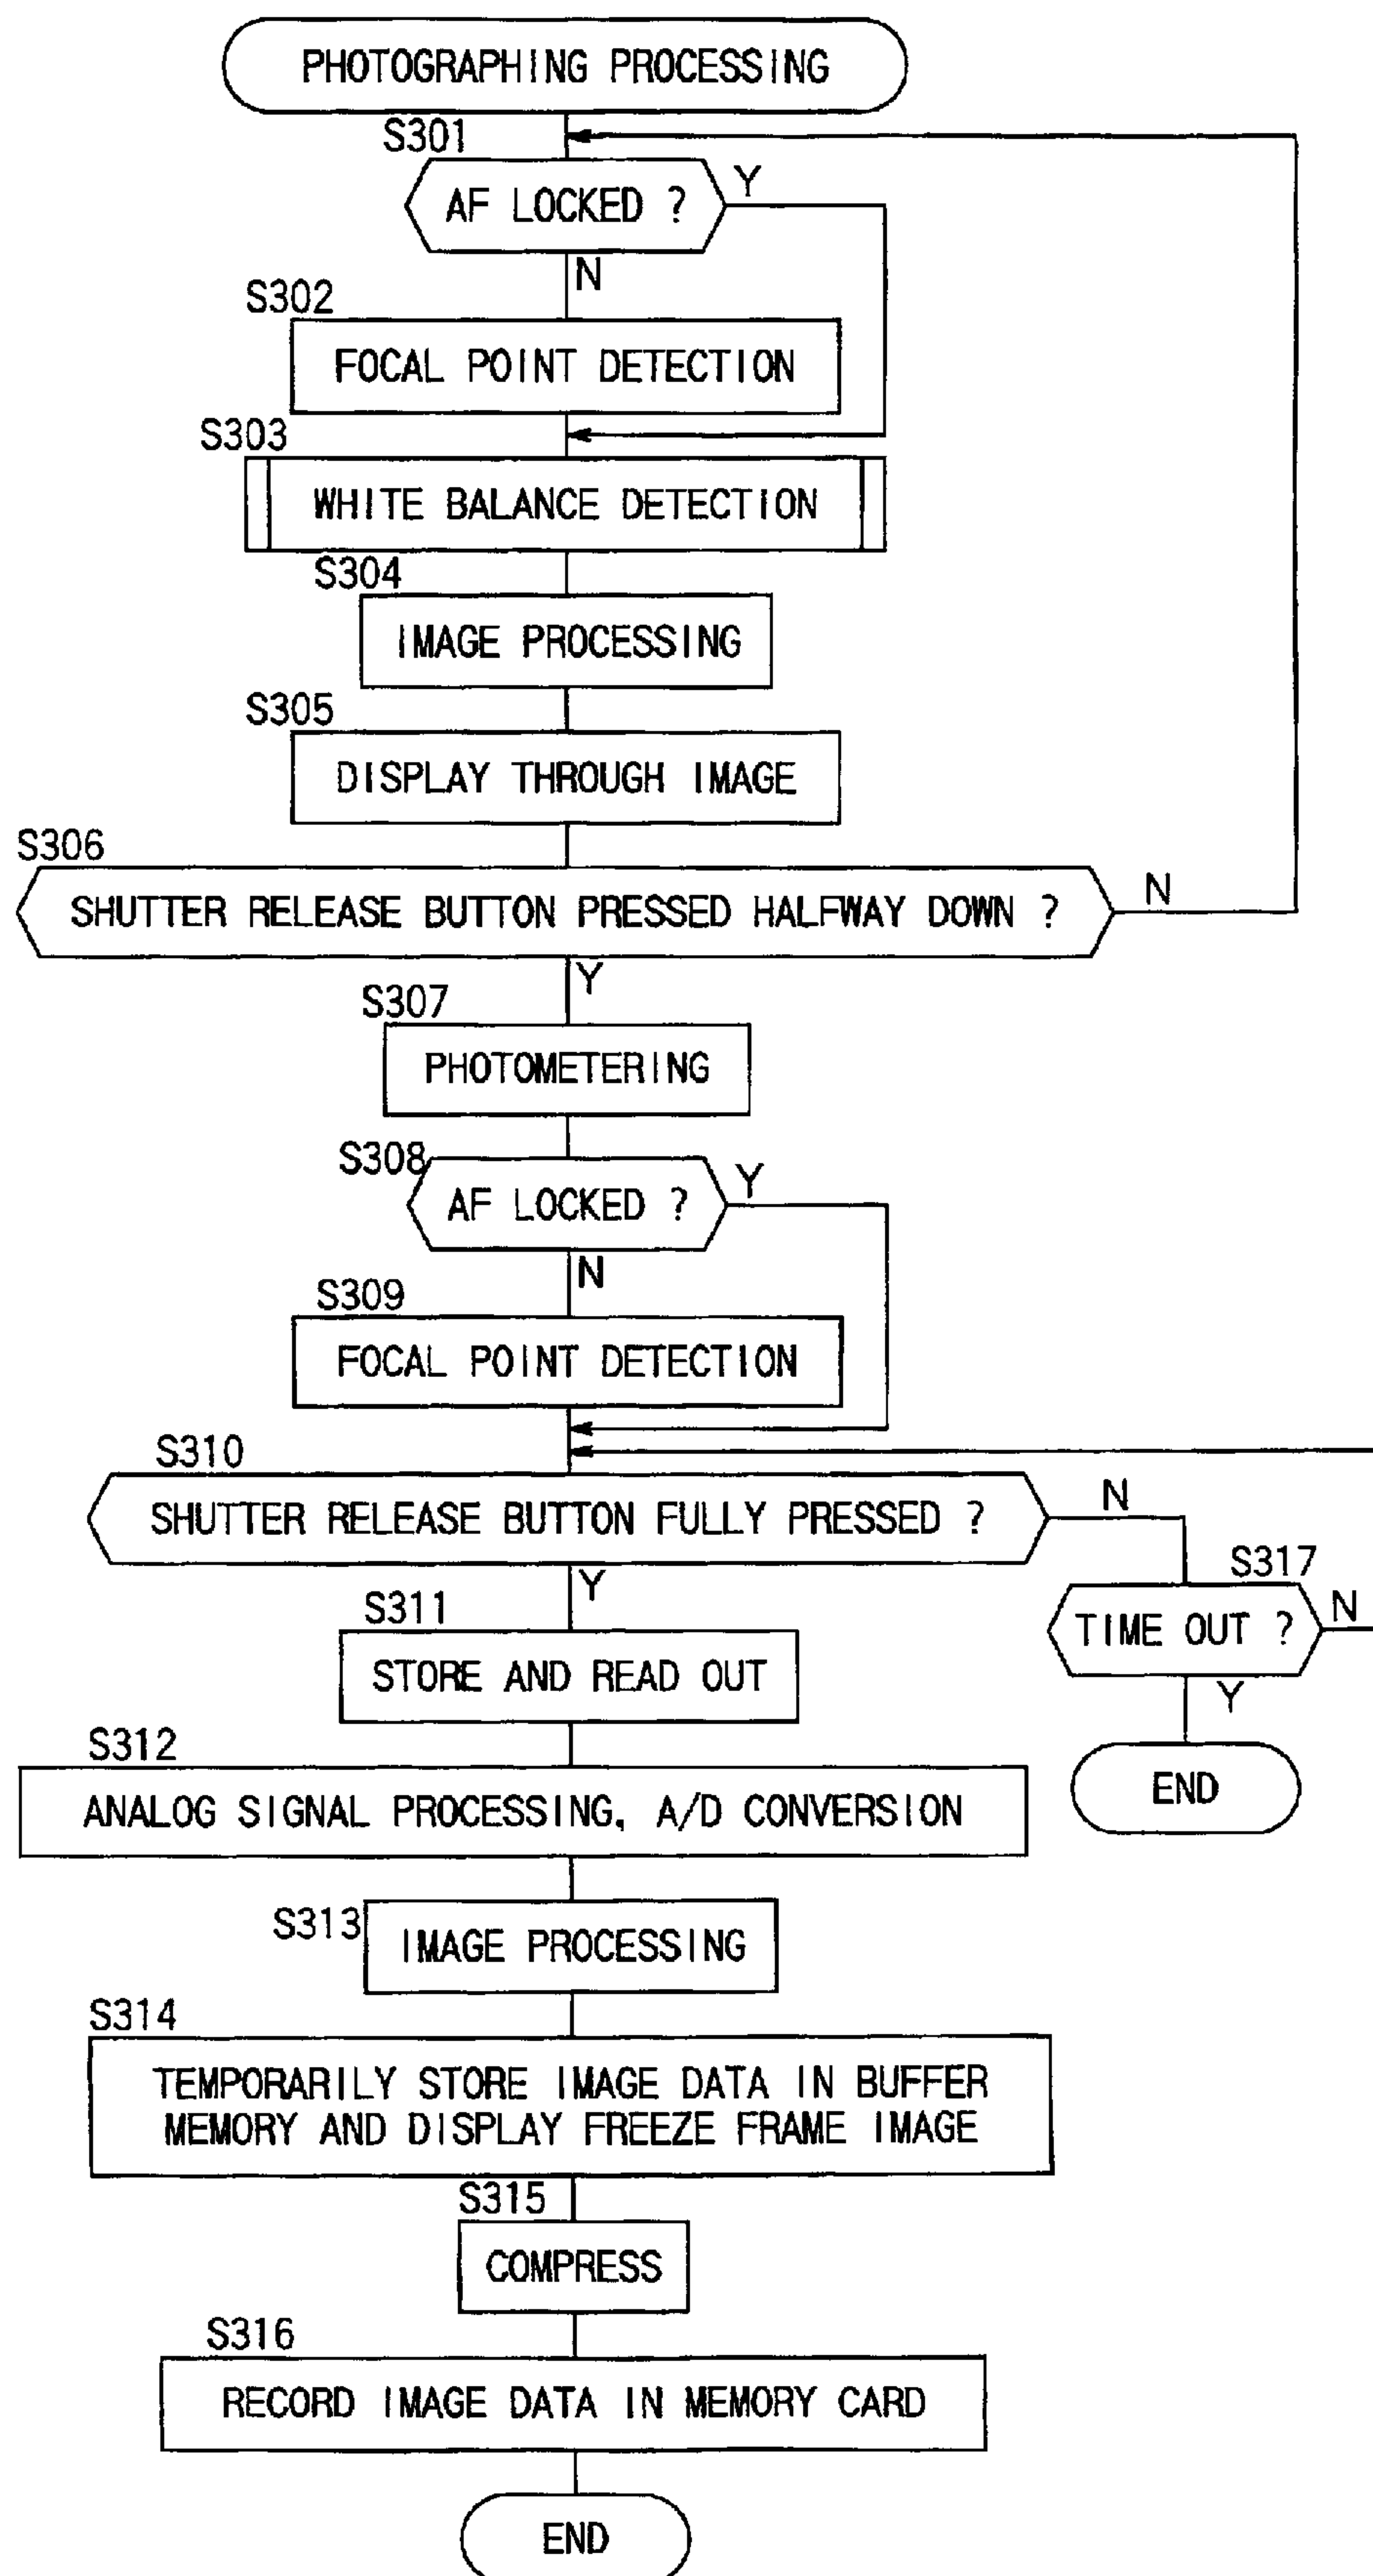 PHOTOGRAPHING PROCESSING
S301
AF LOCKED ?
Y
N
S302
FOCAL POINT DETECTION
S303
WHITE BALANCE DETECTION
S304
IMAGE PROCESSING
S305
DISPLAY THROUGH IMAGE
S306
SHUTTER RELEASE BUTTON PRESSED HALFWAY DOWN ?
N
Y
S307
PHOTOMETERING
S308
AF LOCKED ?
Y
N
S309
FOCAL POINT DETECTION
S310
SHUTTER RELEASE BUTTON FULLY PRESSED ?
N
Y
S317
TIME OUT ?
N
Y
END
S311
STORE AND READ OUT
S312
ANALOG SIGNAL PROCESSING, A/D CONVERSION
S313
IMAGE PROCESSING
S314
TEMPORARILY STORE IMAGE DATA IN BUFFER
MEMORY AND DISPLAY FREEZE FRAME IMAGE
S315
COMPRESS
S316
RECORD IMAGE DATA IN MEMORY CARD
END